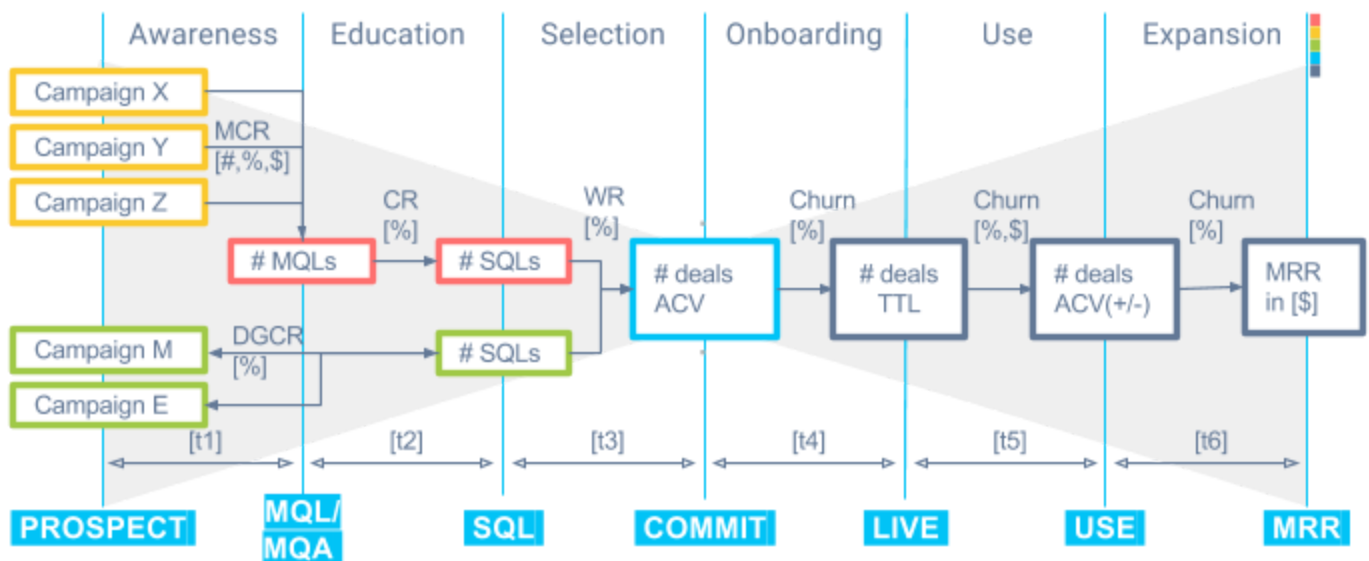 Awareness
Education
Selection
Onboarding
Use
Expansion
Campaign X
Campaign Y
Campaign Z
MCR
[#,%,$]
# MQLs
CR
[%]
# SQLs
WR
[%]
# deals
ACV
Churn
[%]
# deals
TTL
Churn
[%,$]
# deals
ACV(+/-)
Churn
[%]
MRR
in [$]
Campaign M
Campaign E
DGCR
[%]
# SQLs
[t1]
[t2]
[t3]
[t4]
[t5]
[t6]
PROSPECT
MQL/
MQA
SQL
COMMIT
LIVE
USE
MRR